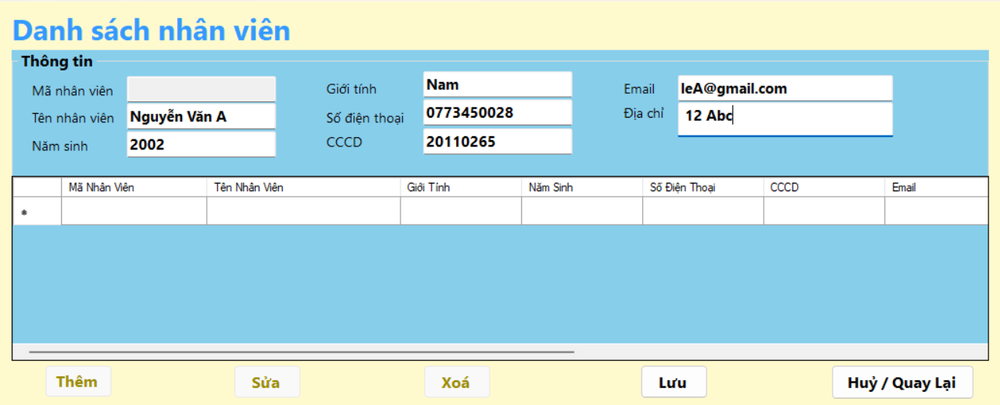 Danh sách nhân viên
Thông tin
Mã nhân viên
Tên nhân viên Nguyễn Văn A
Năm sinh 2002
Giới tính Nam
Số điện thoại 0773450028
CCCD 20110265
Email leA@gmail.com
Địa chỉ 12 Abc
Mã Nhân Viên Tên Nhân Viên Giới Tính Năm Sinh Số Điện Thoại CCCD Email
*
Thêm Sửa Xoá Lưu Huỷ / Quay Lại